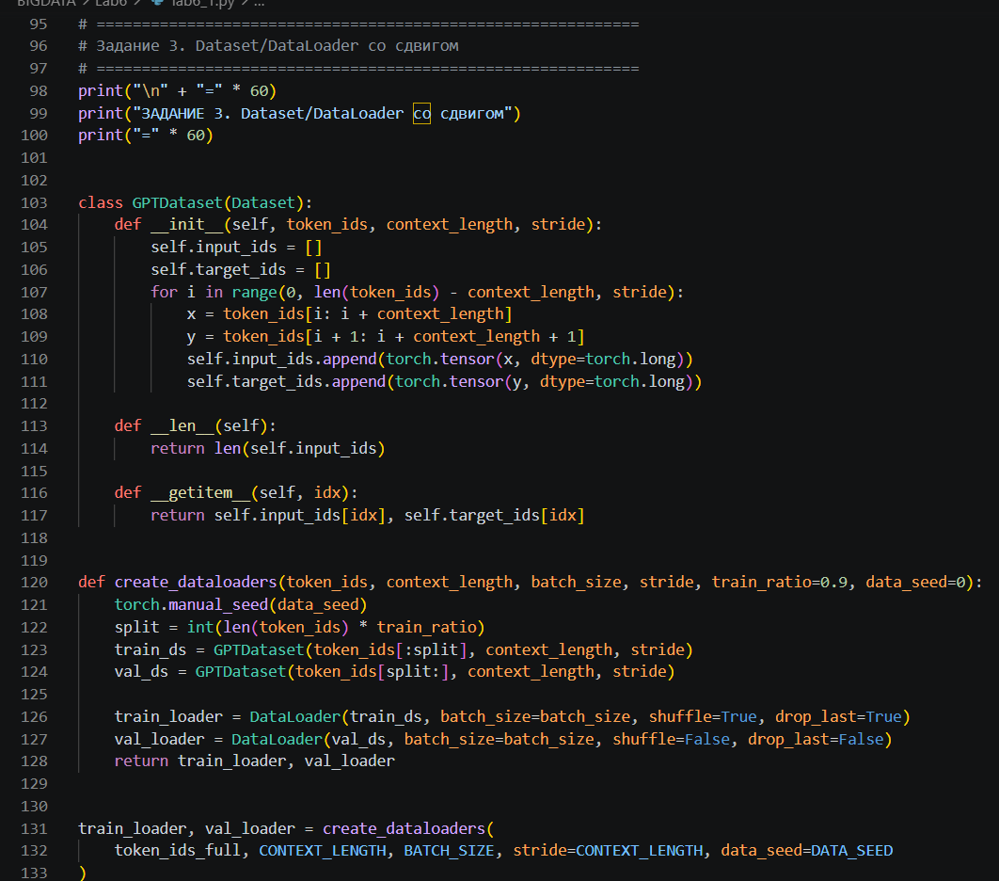 BIGDATA > Lab6 > lab6_1.py > ...
95 # ============================================================
96 # Задание 3. Dataset/DataLoader со сдвигом
97 # ============================================================
98 print("\n" + "=" * 60)
99 print("ЗАДАНИЕ 3. Dataset/DataLoader со сдвигом")
100 print("=" * 60)
101
102
103 class GPTDataset(Dataset):
104     def __init__(self, token_ids, context_length, stride):
105         self.input_ids = []
106         self.target_ids = []
107         for i in range(0, len(token_ids) - context_length, stride):
108             x = token_ids[i: i + context_length]
109             y = token_ids[i + 1: i + context_length + 1]
110             self.input_ids.append(torch.tensor(x, dtype=torch.long))
111             self.target_ids.append(torch.tensor(y, dtype=torch.long))
112
113     def __len__(self):
114         return len(self.input_ids)
115
116     def __getitem__(self, idx):
117         return self.input_ids[idx], self.target_ids[idx]
118
119
120 def create_dataloaders(token_ids, context_length, batch_size, stride, train_ratio=0.9, data_seed=0):
121     torch.manual_seed(data_seed)
122     split = int(len(token_ids) * train_ratio)
123     train_ds = GPTDataset(token_ids[:split], context_length, stride)
124     val_ds = GPTDataset(token_ids[split:], context_length, stride)
125
126     train_loader = DataLoader(train_ds, batch_size=batch_size, shuffle=True, drop_last=True)
127     val_loader = DataLoader(val_ds, batch_size=batch_size, shuffle=False, drop_last=False)
128     return train_loader, val_loader
129
130
131 train_loader, val_loader = create_dataloaders(
132     token_ids_full, CONTEXT_LENGTH, BATCH_SIZE, stride=CONTEXT_LENGTH, data_seed=DATA_SEED
133 )